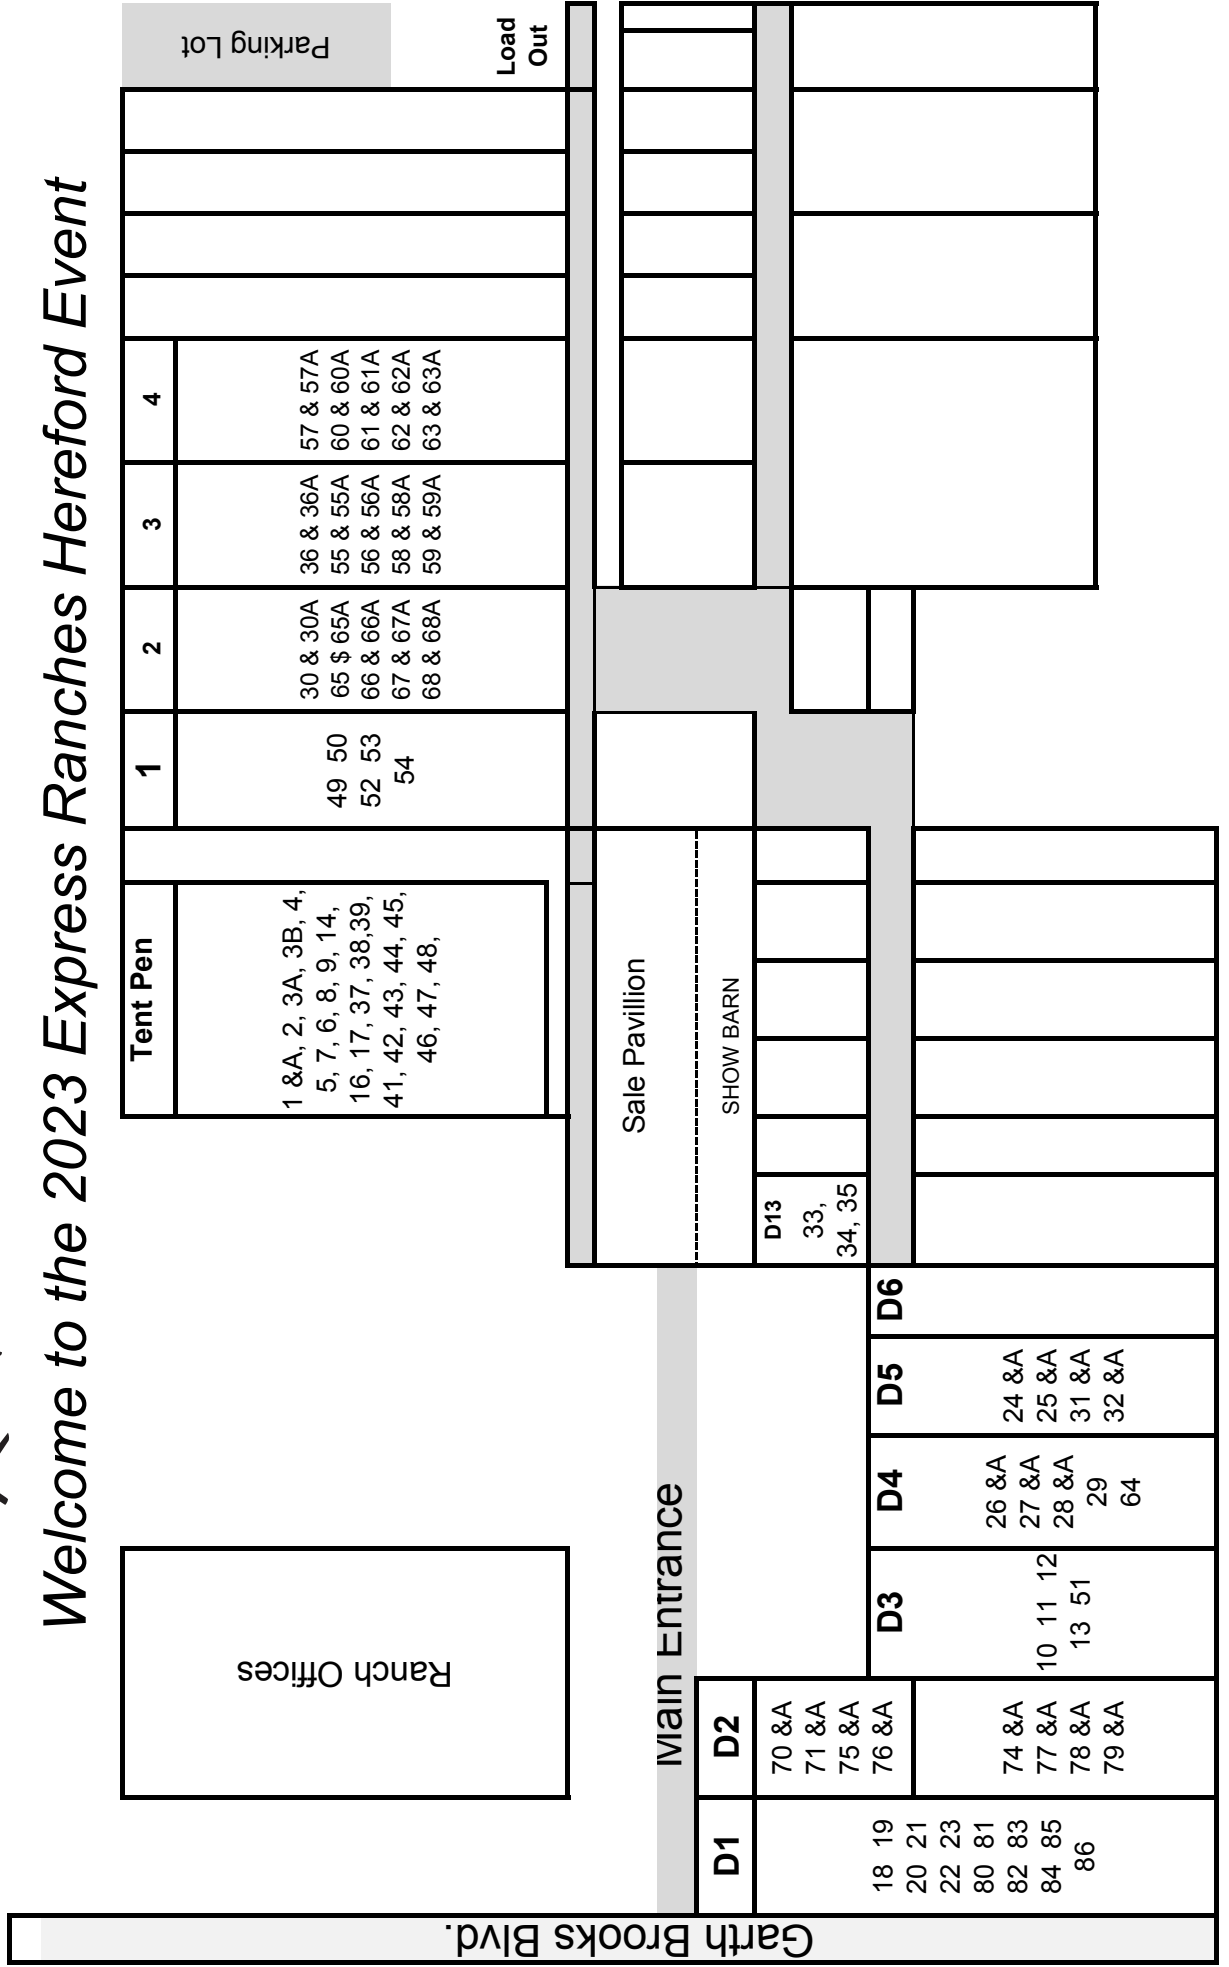 Welcome to the 2023 Express Ranches Hereford Event
Ranch Offices
Tent Pen
1 &A, 2, 3A, 3B, 4,
5, 7, 6, 8, 9, 14,
16, 17, 37, 38,39,
41, 42, 43, 44, 45,
46, 47, 48,
1
49 50
52 53
54
2
30 & 30A
65 $ 65A
66 & 66A
67 & 67A
68 & 68A
3
36 & 36A
55 & 55A
56 & 56A
58 & 58A
59 & 59A
4
57 & 57A
60 & 60A
61 & 61A
62 & 62A
63 & 63A
Parking Lot
Load
Out
Garth Brooks Blvd.
Main Entrance
Sale Pavillion
SHOW BARN
D1
18 19
20 21
22 23
80 81
82 83
84 85
86
D2
70 &A
71 &A
75 &A
76 &A
74 &A
77 &A
78 &A
79 &A
D3
10 11 12
13 51
D4
26 &A
27 &A
28 &A
29
64
D5
24 &A
25 &A
31 &A
32 &A
D6
D13
33,
34, 35